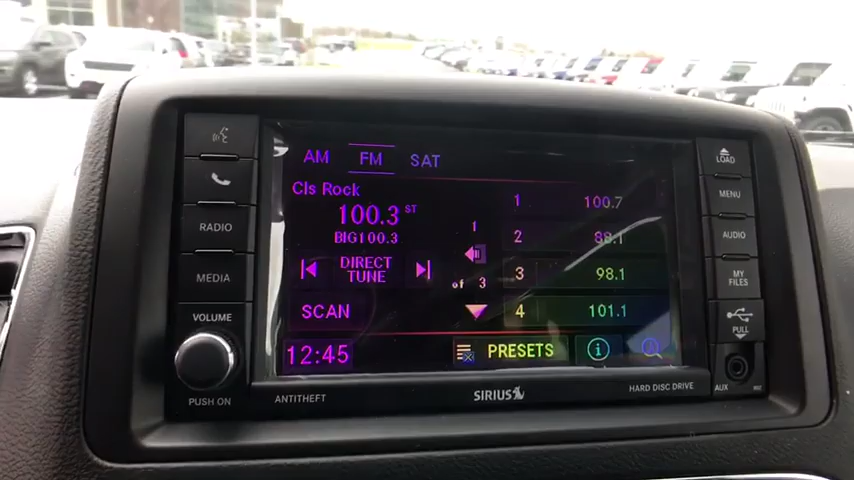 LOAD
RADIO
MEDIA
VOLUME
PUSH ON
MENU
AUDIO
MY
FILES
PULL
AUX
AM FM SAT
Cls Rock
100.3 ST
BIG100.3
DIRECT
TUNE
SCAN
12:45
1
of 3
1 100.7
2 88.1
3 98.1
4 101.1
PRESETS
i
ANTITHEFT
SIRIUS
HARD DISC DRIVE